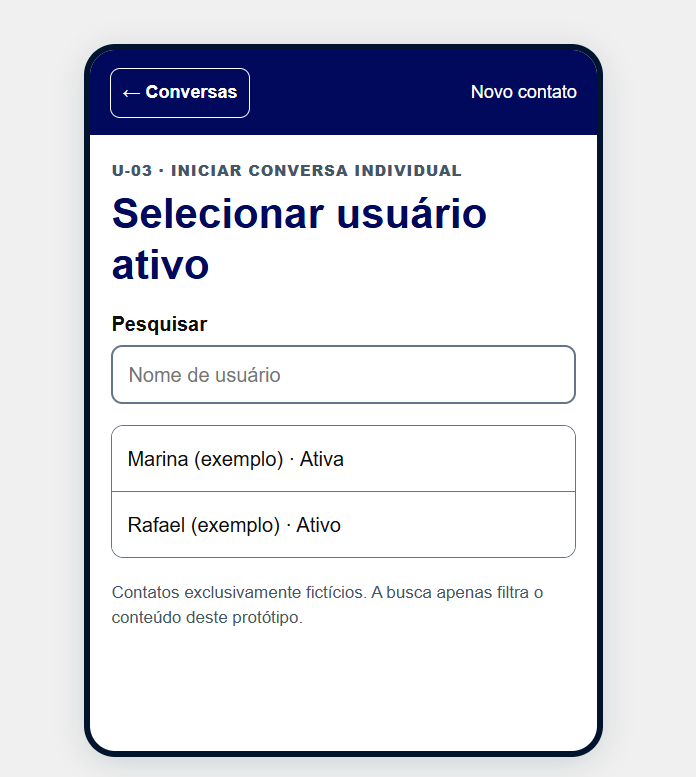 ← Conversas
Novo contato
U-03 · INICIAR CONVERSA INDIVIDUAL
Selecionar usuário
ativo
Pesquisar
Nome de usuário
Marina (exemplo) · Ativa
Rafael (exemplo) · Ativo
Contatos exclusivamente fictícios. A busca apenas filtra o
conteúdo deste protótipo.